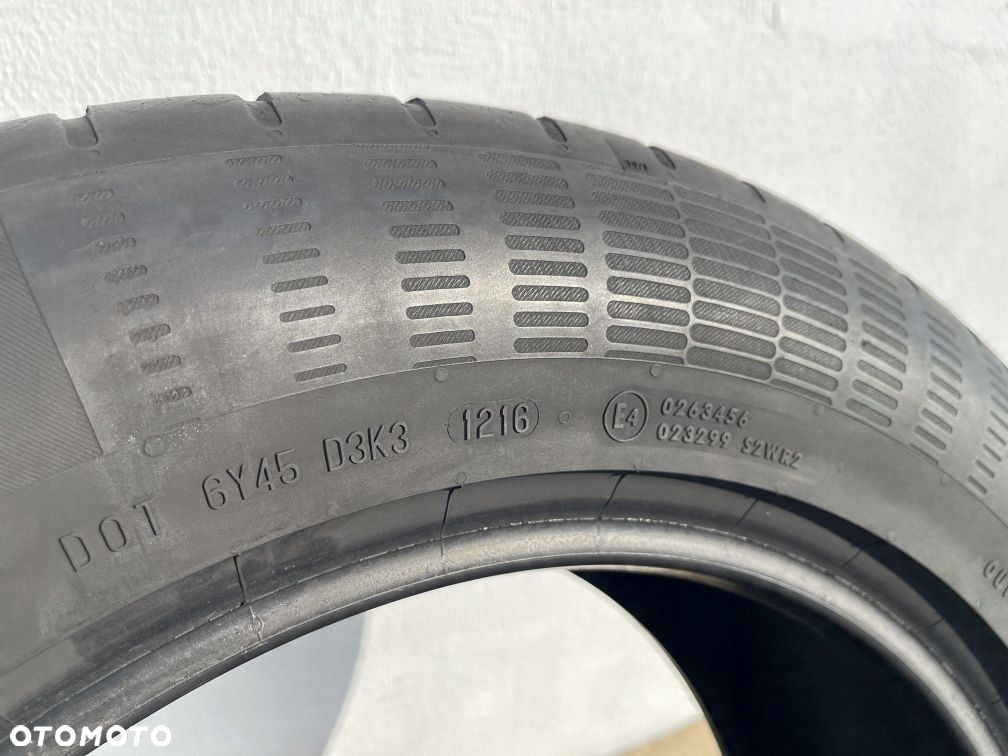 DOT 6Y45 D3K3 1216 E4 0263456
023299 S2WR2
OTOMOTO